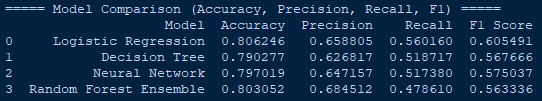 ===== Model Comparison (Accuracy, Precision, Recall, F1) =====
Model Accuracy Precision Recall F1 Score
0 Logistic Regression 0.806246 0.658805 0.560160 0.605491
1 Decision Tree 0.790277 0.626817 0.518717 0.567666
2 Neural Network 0.797019 0.647157 0.517380 0.575037
3 Random Forest Ensemble 0.803052 0.684512 0.478610 0.563336